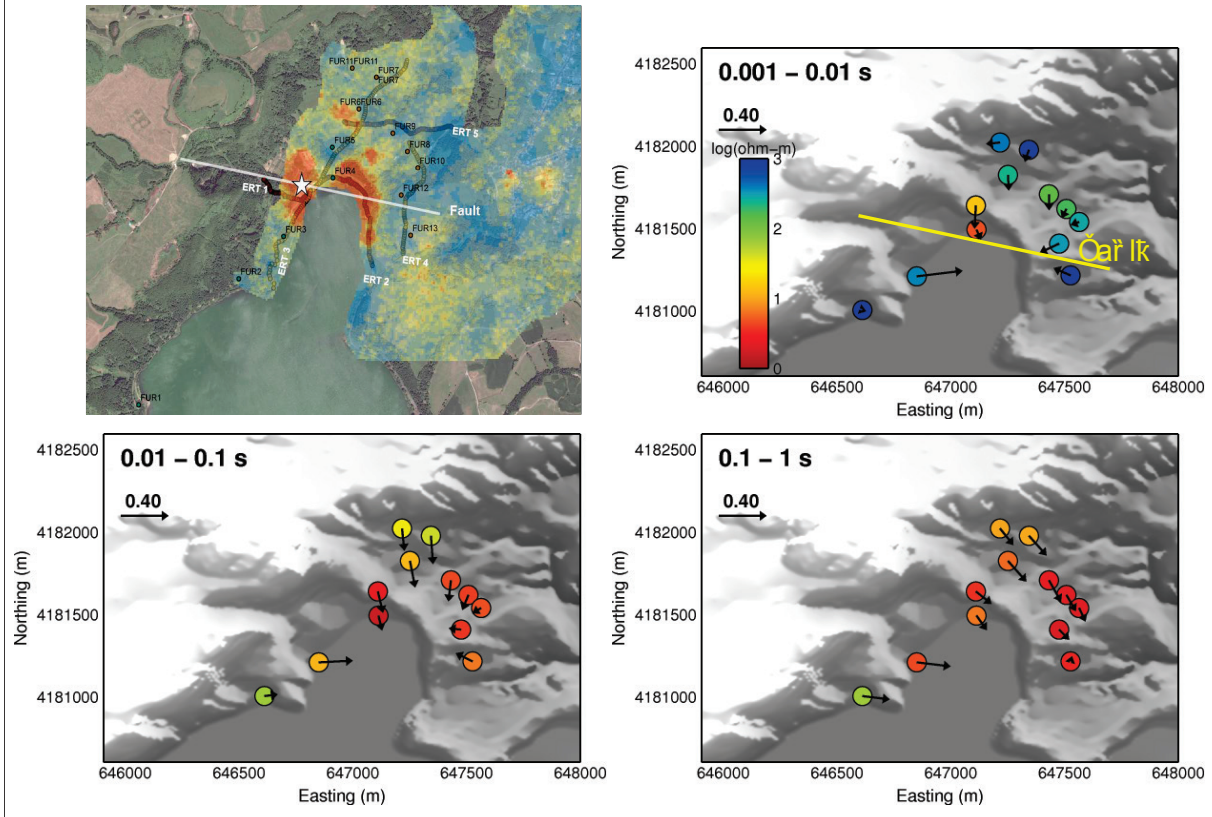 FUR11FUR11
FUR7
FUR7
FUR6FUR6
FUR9
ERT 5
FUR5
FUR8
FUR10
FUR4
ERT 1
FUR12
Fault
FUR3
FUR13
ERT 3
ERT 4
FUR2
ERT 2
FUR1
0.001 – 0.01 s
0.40
log(ohm–m)
3
2
1
0
4182500
4182000
4181500
4181000
Northing (m)
646000 646500 647000 647500 648000
Easting (m)
0.01 – 0.1 s
0.40
4182500
4182000
4181500
4181000
Northing (m)
646000 646500 647000 647500 648000
Easting (m)
0.1 – 1 s
0.40
4182500
4182000
4181500
4181000
Northing (m)
646000 646500 647000 647500 648000
Easting (m)